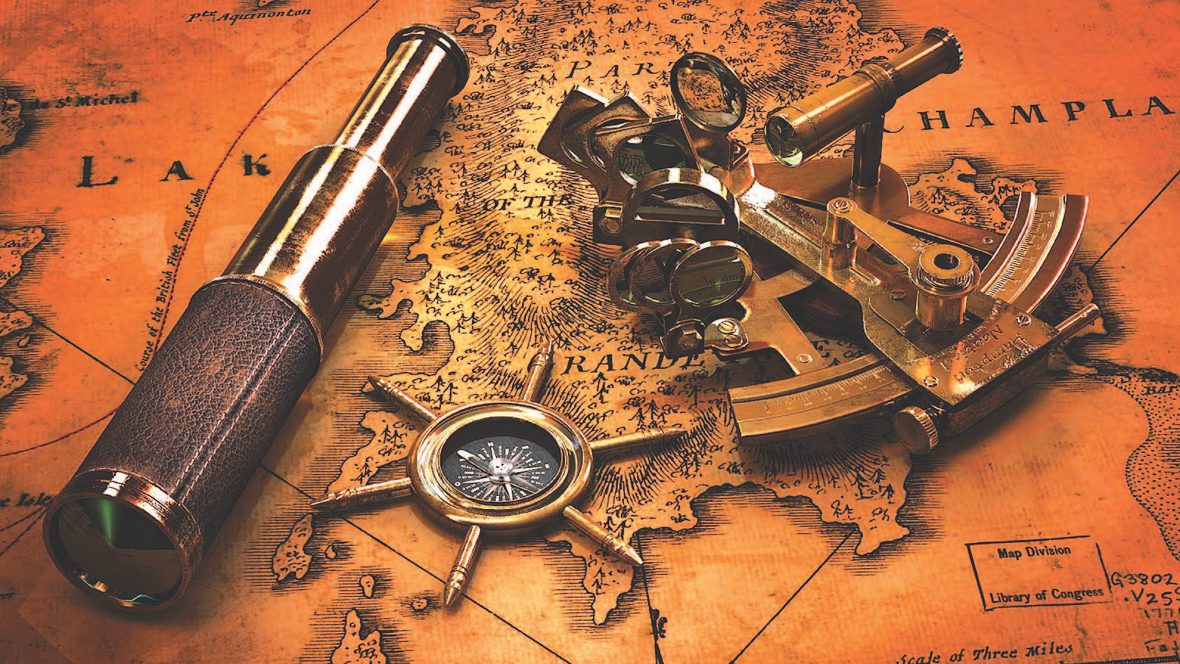 pte Aquenonton
de St. Michel
PAR
CHAMPLA
LAK
OF THE
Course of the British Fleet from St. John
RANDE
Map Division
Library of Congress
G3802
.V25
177
Scale of Three Miles